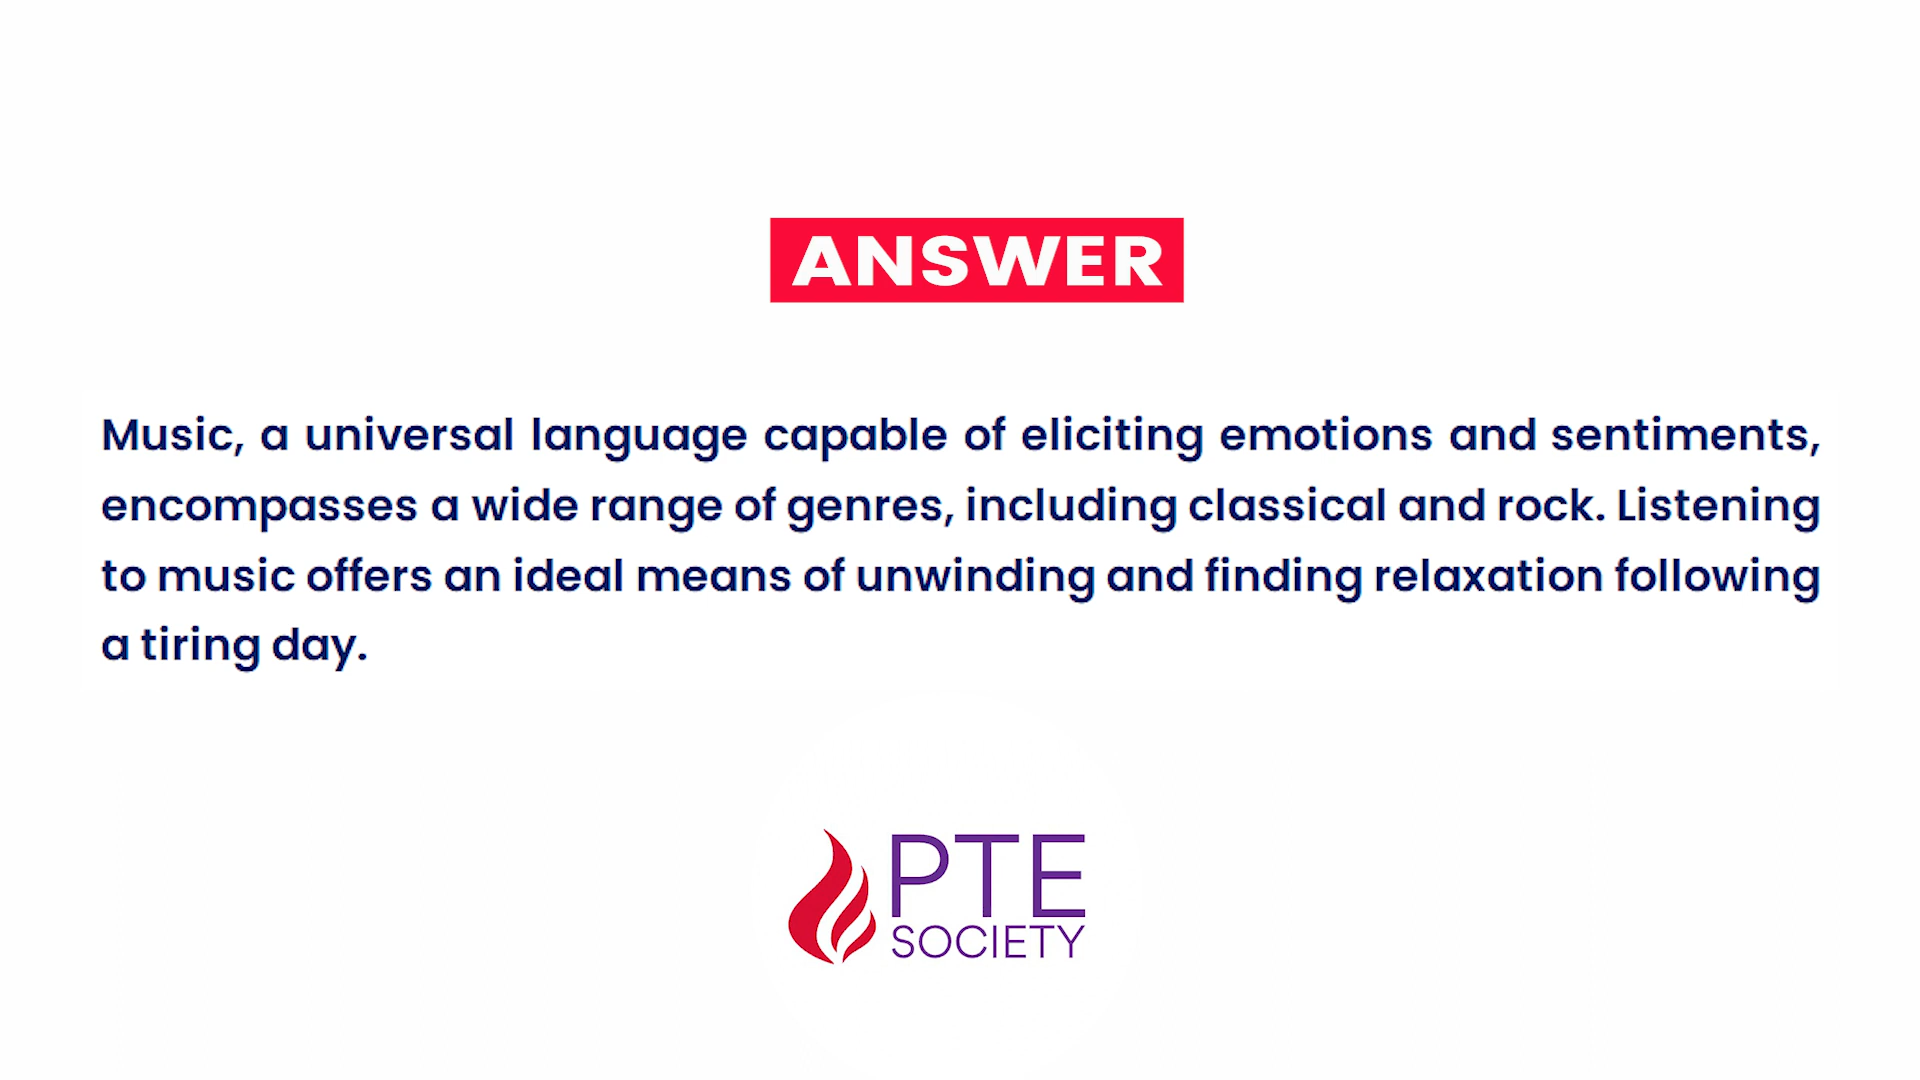 ANSWER
Music, a universal language capable of eliciting emotions and sentiments,
encompasses a wide range of genres, including classical and rock. Listening
to music offers an ideal means of unwinding and finding relaxation following
a tiring day.
PTE
SOCIETY